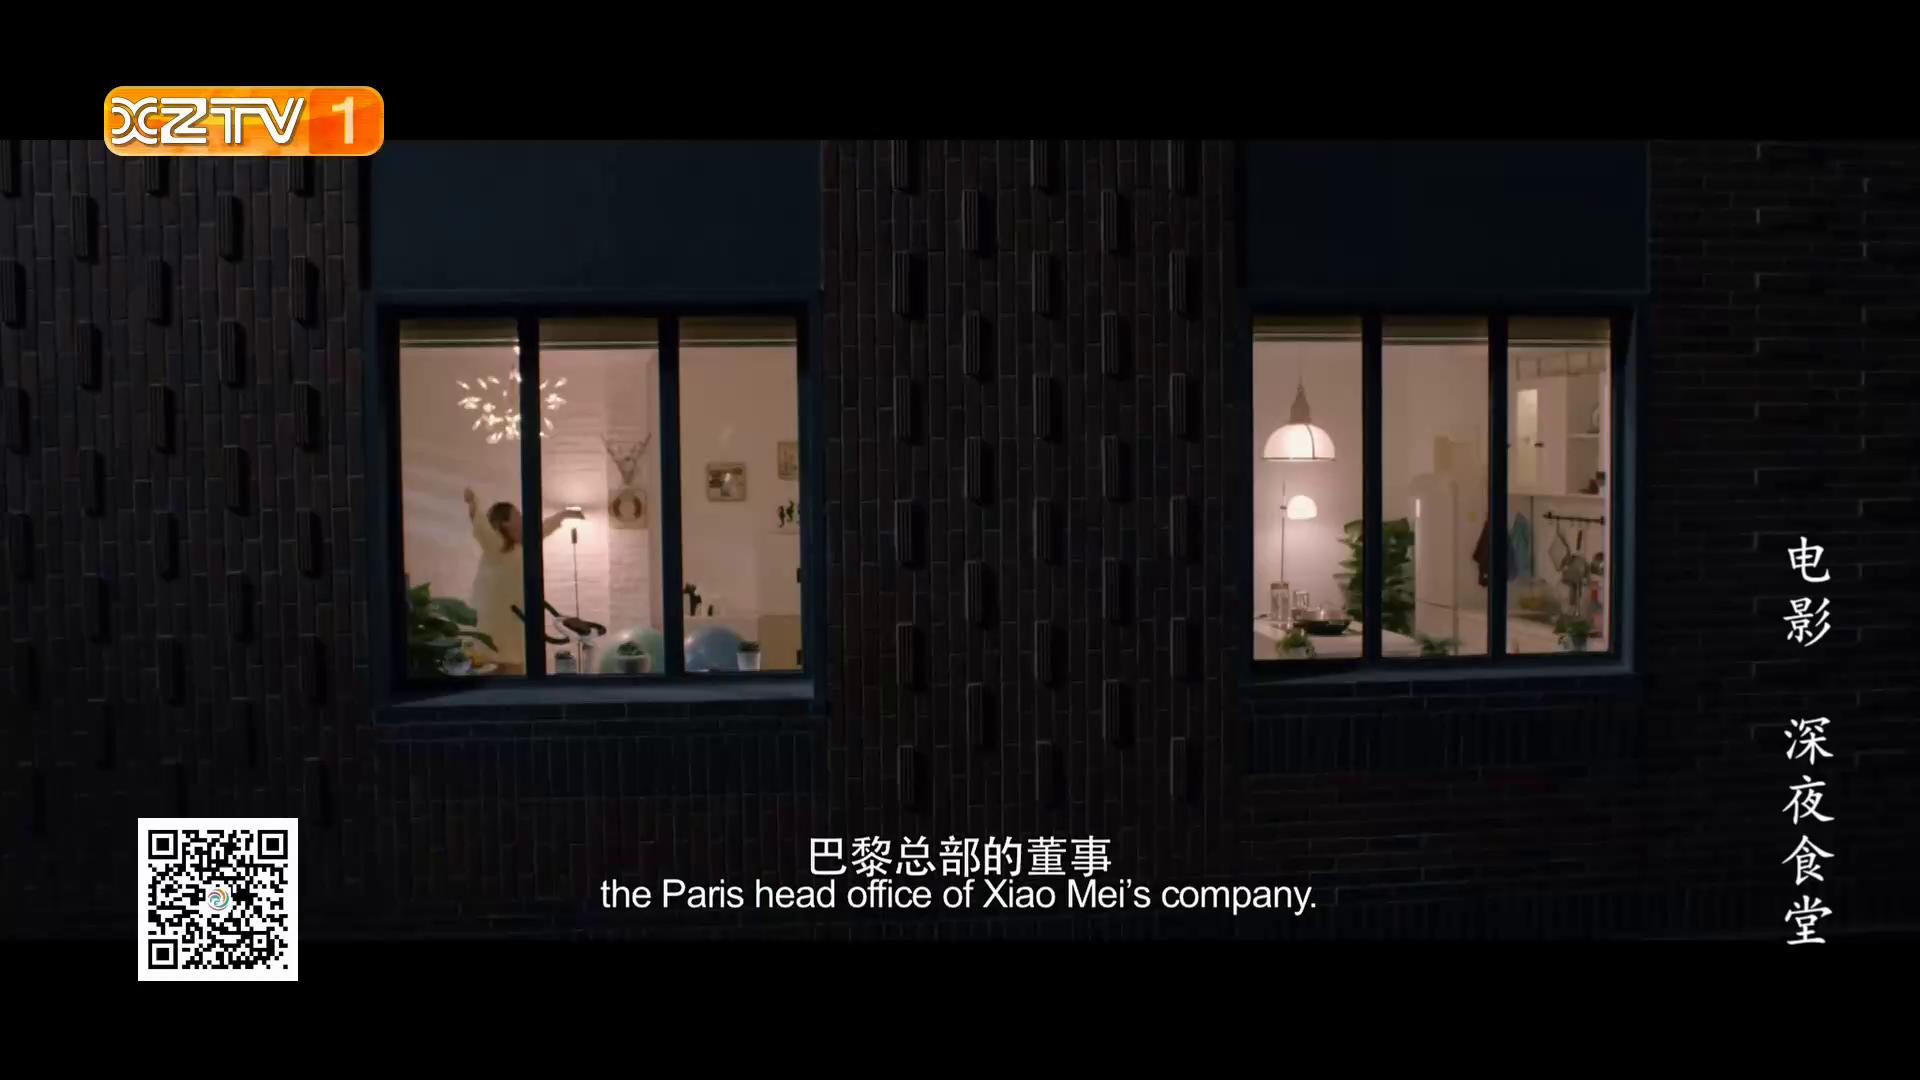 XZTV 1
巴黎总部的董事
the Paris head office of Xiao Mei's company.
电影 深夜食堂